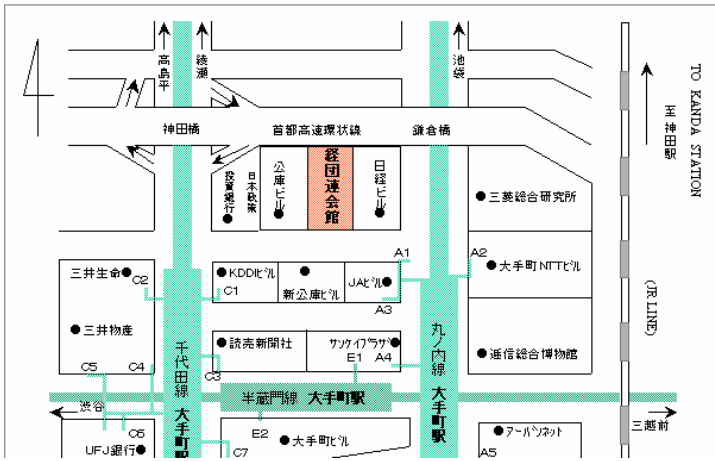 高島平
綾瀬
池袋
TO KANDA STATION
至神田駅
神田橋
首都高速環状線
鎌倉橋
日本政策
投資銀行
公庫ビル
経団連会館
日経ビル
三菱総合研究所
A1
A2
三井生命
C2
KDDIビル
C1
新公庫ビル
JAビル
A3
大手町NTTビル
(JR LINE)
三井物産
千代田線 大手町駅
読売新聞社
サンケイプラザ
E1
A4
丸ノ内線 大手町駅
逓信総合博物館
C5
C4
C3
半蔵門線 大手町駅
渋谷
三越前
C6
E2
UFJ銀行
C7
大手町ビル
アーバンネット
A5